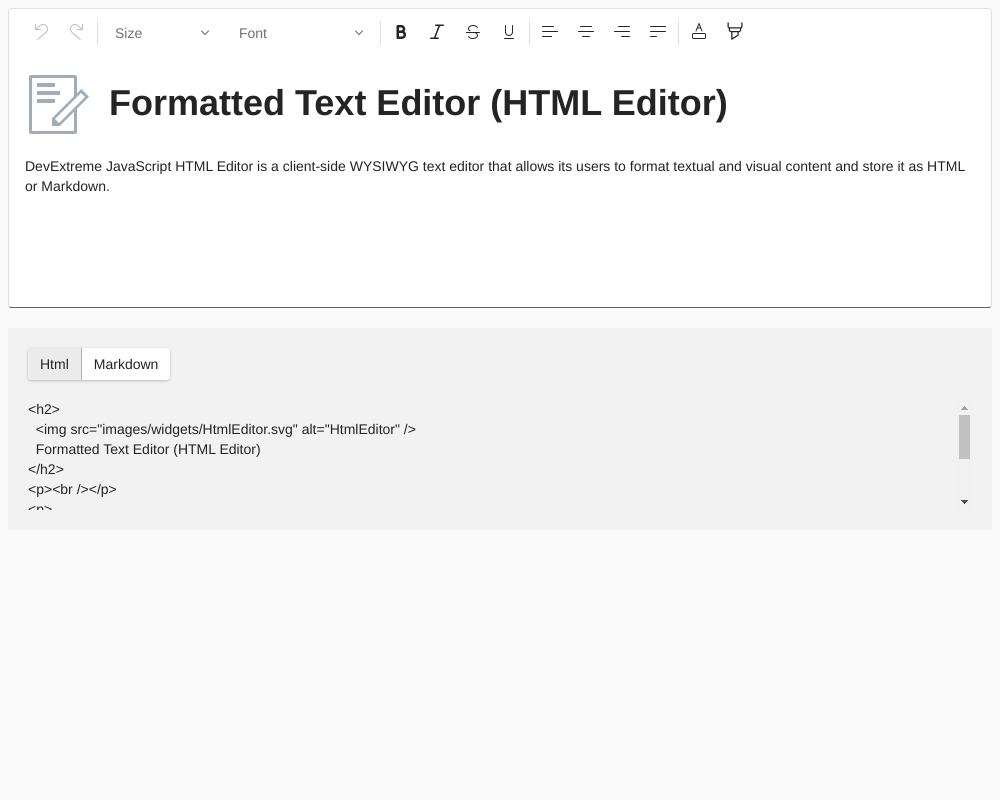 Size Font
Formatted Text Editor (HTML Editor)
DevExtreme JavaScript HTML Editor is a client-side WYSIWYG text editor that allows its users to format textual and visual content and store it as HTML
or Markdown.
Html Markdown
<h2>
<img src="images/widgets/HtmlEditor.svg" alt="HtmlEditor" />
Formatted Text Editor (HTML Editor)
</h2>
<p><br /></p>
<p>